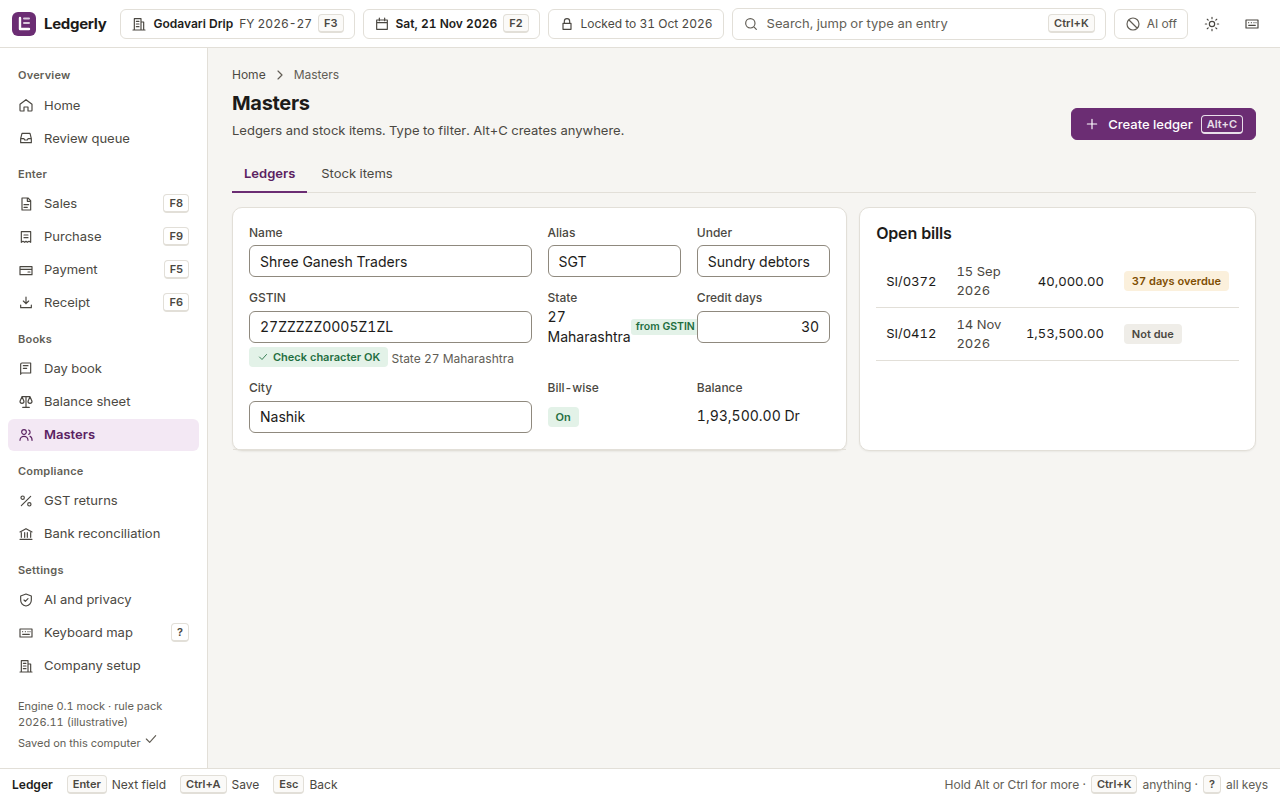 Ledgerly
Godavari Drip FY 2026-27 F3
Sat, 21 Nov 2026 F2
Locked to 31 Oct 2026
Search, jump or type an entry Ctrl+K
AI off
Overview
Home
Review queue
Enter
Sales F8
Purchase F9
Payment F5
Receipt F6
Books
Day book
Balance sheet
Masters
Compliance
GST returns
Bank reconciliation
Settings
AI and privacy
Keyboard map ?
Company setup
Engine 0.1 mock · rule pack
2026.11 (illustrative)
Saved on this computer
Home Masters
Masters
Ledgers and stock items. Type to filter. Alt+C creates anywhere.
Create ledger Alt+C
Ledgers Stock items
Name Alias Under
Shree Ganesh Traders SGT Sundry debtors
GSTIN State Credit days
27ZZZZZ0005Z1ZL 27
Maharashtra from GSTIN 30
Check character OK State 27 Maharashtra
City Bill-wise Balance
Nashik On 1,93,500.00 Dr
Open bills
SI/0372 15 Sep
2026 40,000.00 37 days overdue
SI/0412 14 Nov
2026 1,53,500.00 Not due
Ledger Enter Next field Ctrl+A Save Esc Back
Hold Alt or Ctrl for more · Ctrl+K anything · ? all keys